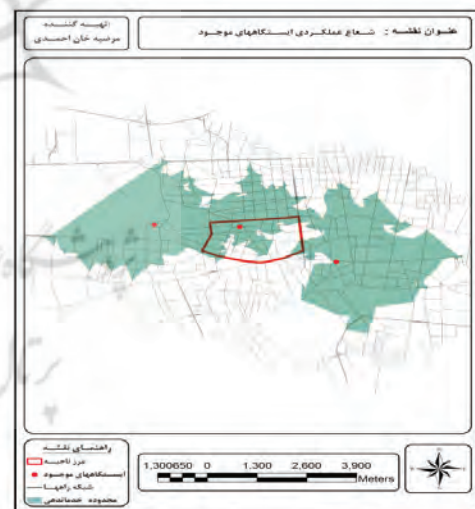 عنوان نقشه : شعاع عملکردی ایستگاههای موجود
تهیه کننده:
مرضیه خان احمدی
راهنمای نقشه
مرز ناحیه
ایستگاههای موجود
شبکه راهها
محدوده خدماتدهی
1,300650 0 1,300 2,600 3,900
Meters